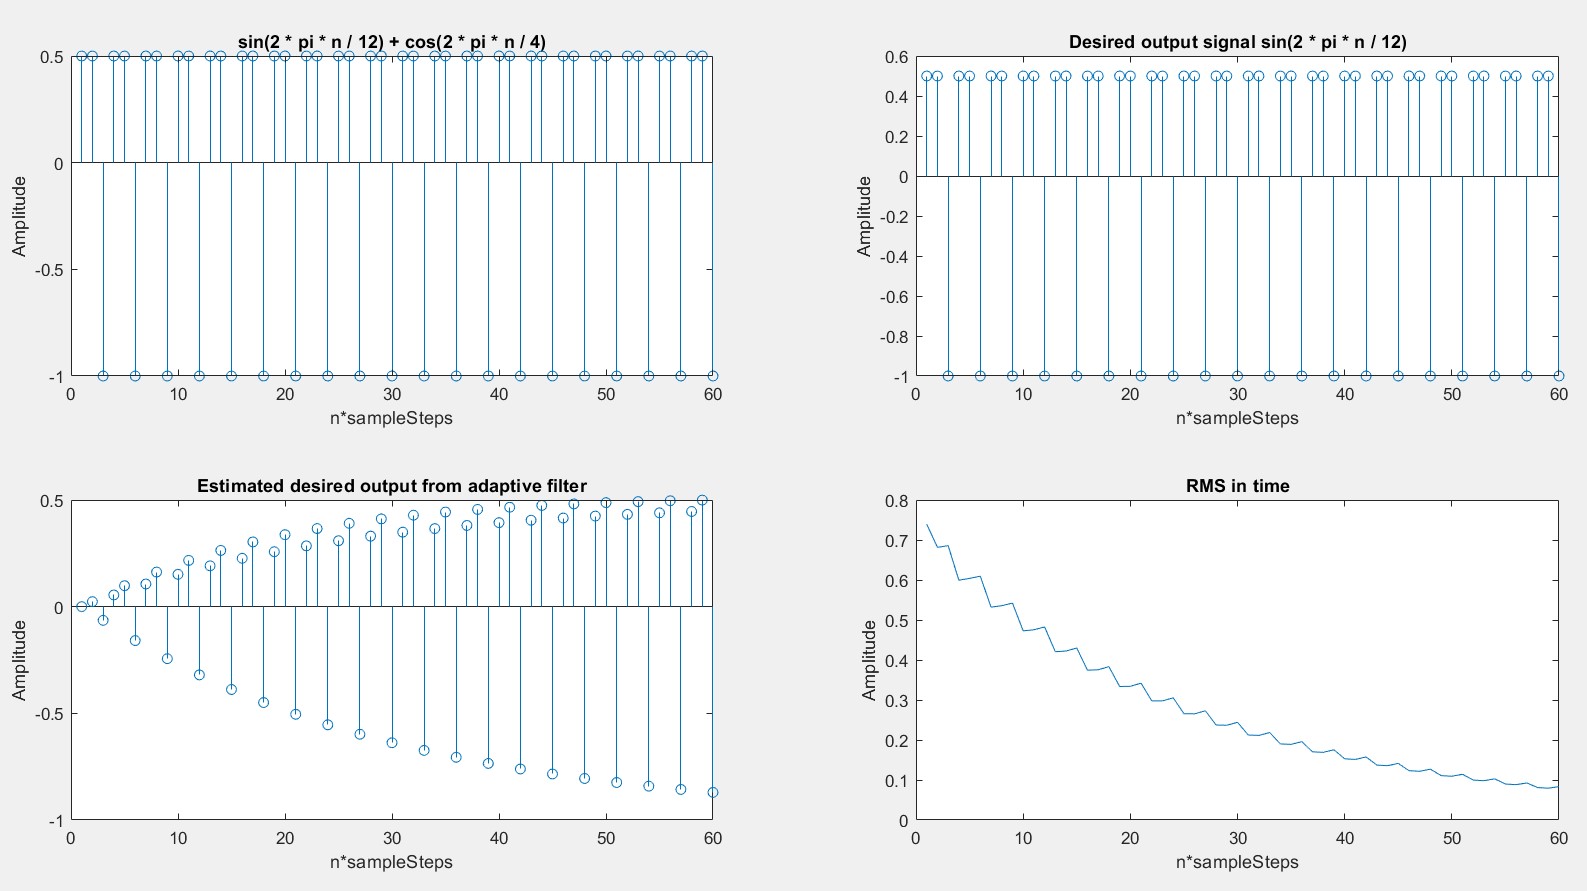 sin(2 * pi * n / 12) + cos(2 * pi * n / 4)
0.5
0
-0.5
-1
Amplitude
0 10 20 30 40 50 60
n*sampleSteps
Desired output signal sin(2 * pi * n / 12)
0.6
0.4
0.2
0
-0.2
-0.4
-0.6
-0.8
-1
Amplitude
0 10 20 30 40 50 60
n*sampleSteps
Estimated desired output from adaptive filter
0.5
0
-0.5
-1
Amplitude
0 10 20 30 40 50 60
n*sampleSteps
RMS in time
0.8
0.7
0.6
0.5
0.4
0.3
0.2
0.1
0
Amplitude
0 10 20 30 40 50 60
n*sampleSteps